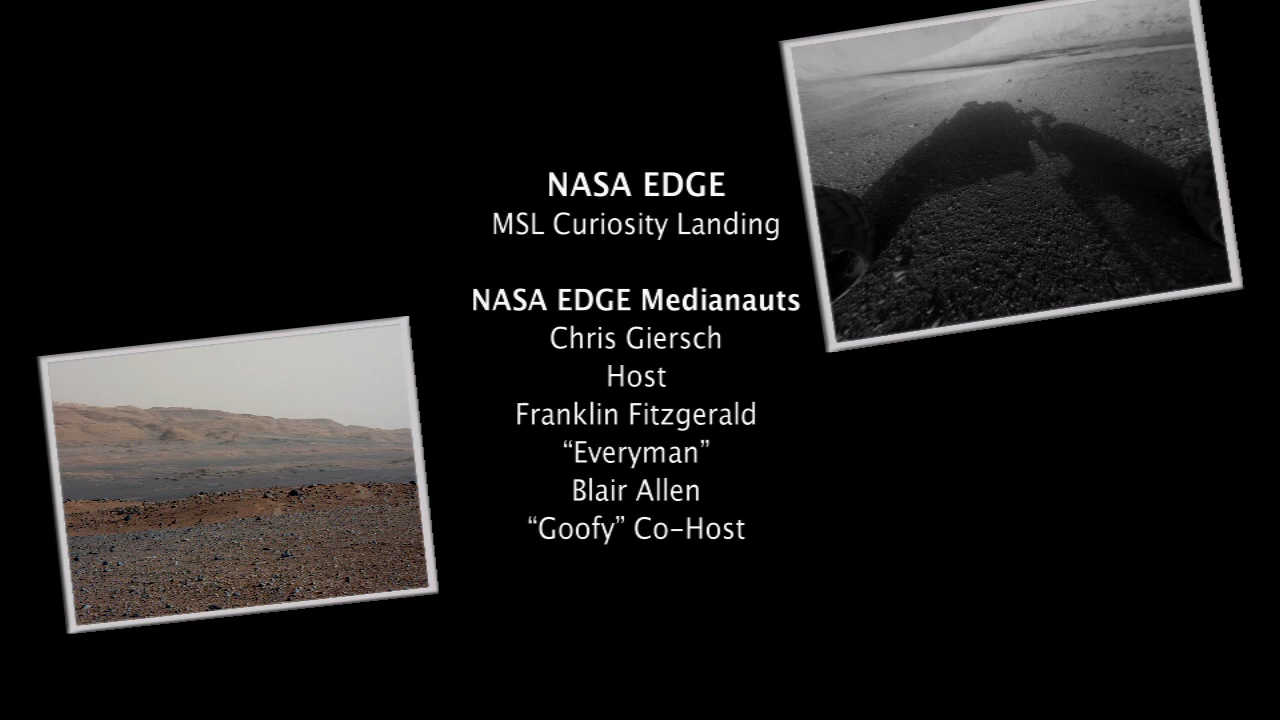 NASA EDGE
MSL Curiosity Landing
NASA EDGE Medianauts
Chris Giersch
Host
Franklin Fitzgerald
“Everyman”
Blair Allen
“Goofy” Co-Host